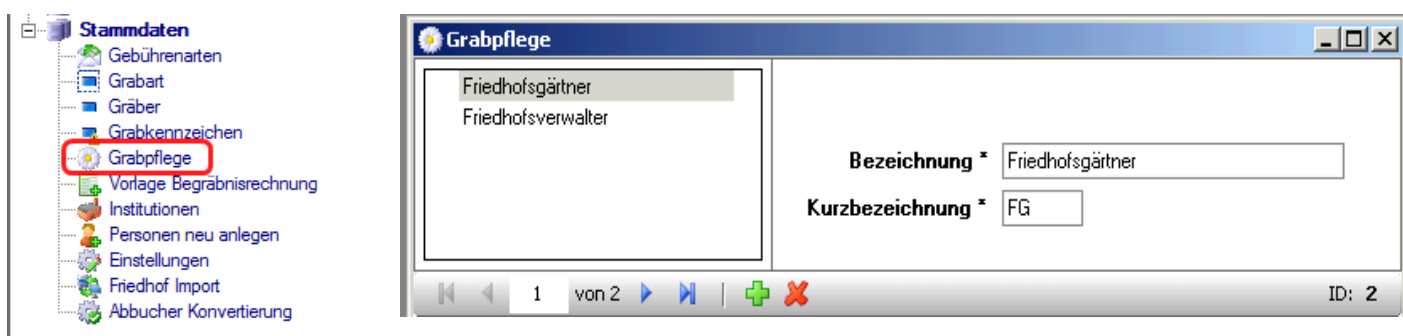 Stammdaten
Gebührenarten
Grabart
Gräber
Grabkennzeichen
Grabpflege
Vorlage Begräbnisrechnung
Institutionen
Personen neu anlegen
Einstellungen
Friedhof Import
Abbucher Konvertierung
Grabpflege
Friedhofsgärtner
Friedhofsverwalter
Bezeichnung * Friedhofsgärtner
Kurzbezeichnung * FG
1 von 2 ID: 2